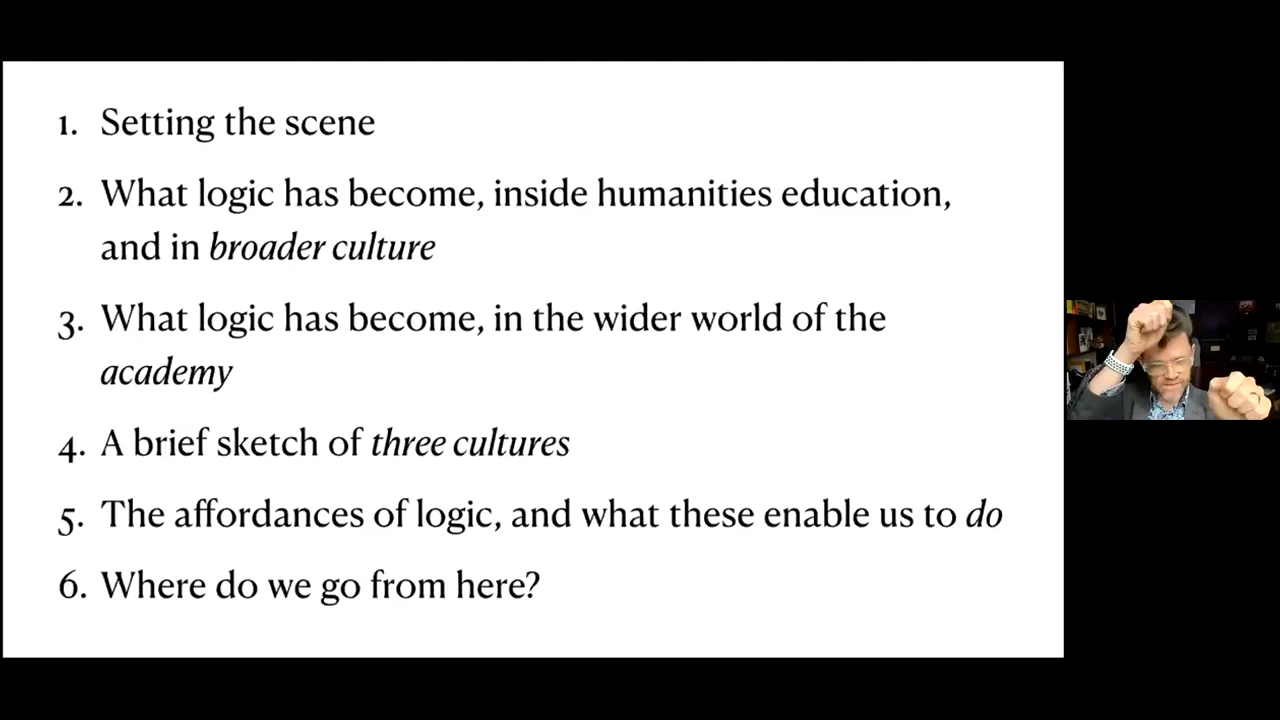 1. Setting the scene
2. What logic has become, inside humanities education,
and in broader culture
3. What logic has become, in the wider world of the
academy
4. A brief sketch of three cultures
5. The affordances of logic, and what these enable us to do
6. Where do we go from here?